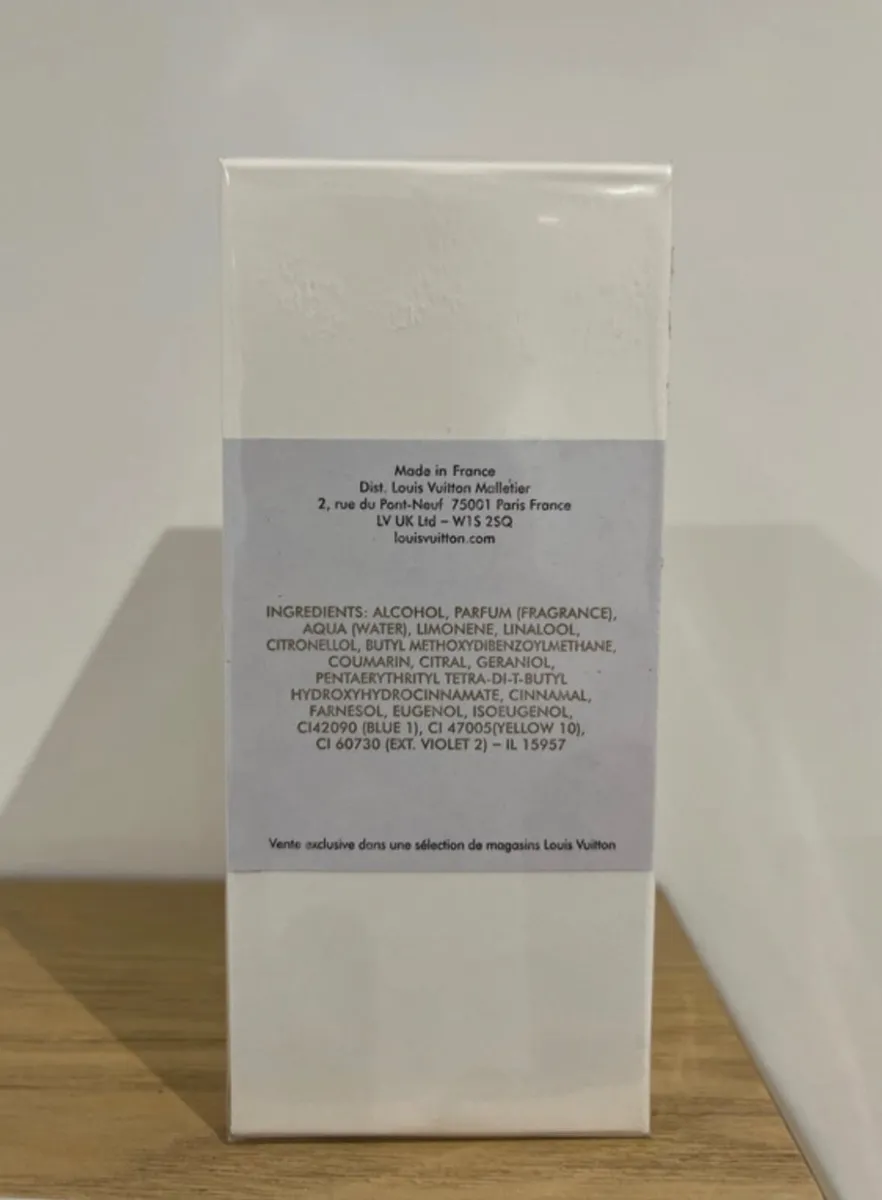 Made in France
Dist. Louis Vuitton Malletier
2, rue du Pont-Neuf 75001 Paris France
LV UK Ltd – W1S 2SQ
louisvuitton.com
INGREDIENTS: ALCOHOL, PARFUM (FRAGRANCE),
AQUA (WATER), LIMONENE, LINALOOL,
CITRONELLOL, BUTYL METHOXYDIBENZOYLMETHANE,
COUMARIN, CITRAL, GERANIOL,
PENTAERYTHRITYL TETRA-DI-T-BUTYL
HYDROXYHYDROCINNAMATE, CINNAMAL,
FARNESOL, EUGENOL, ISOEUGENOL,
CI42090 (BLUE 1), CI 47005(YELLOW 10),
CI 60730 (EXT. VIOLET 2) – IL 15957
Vente exclusive dans une sélection de magasins Louis Vuitton